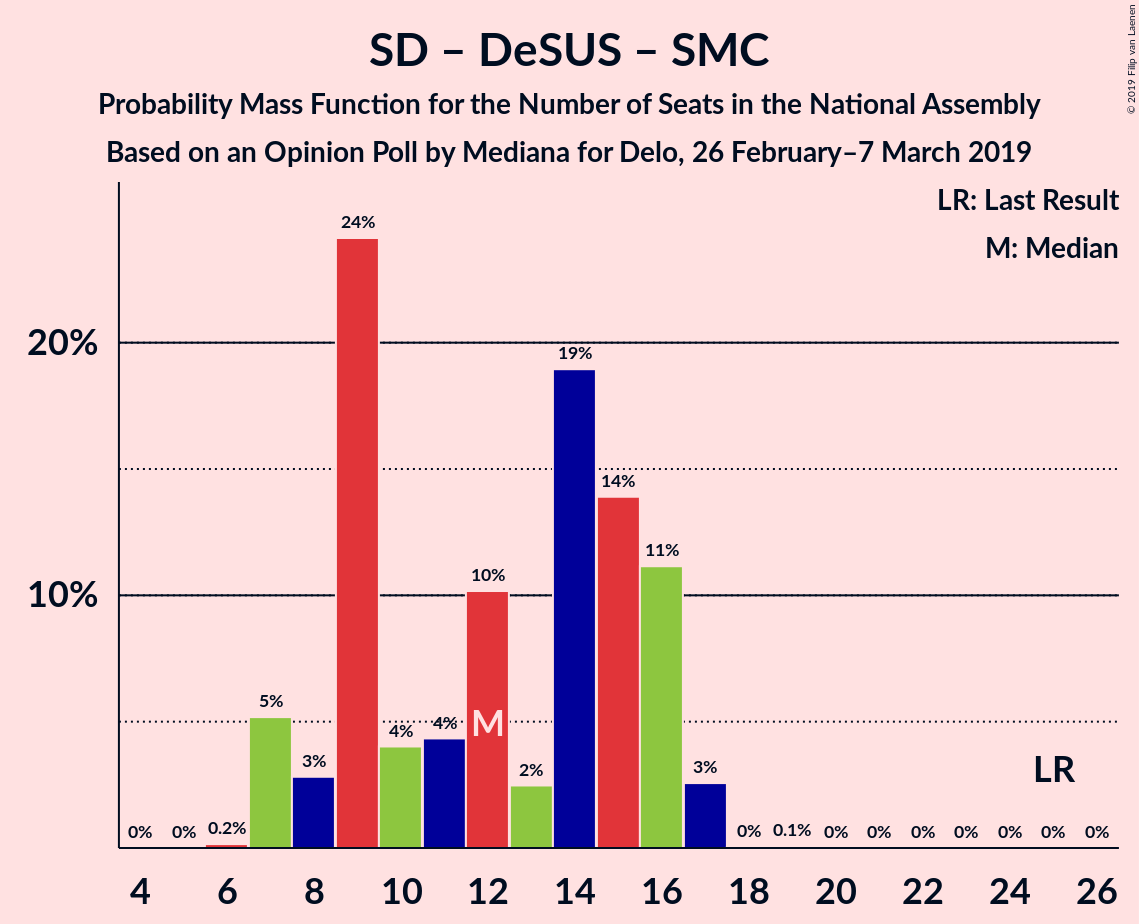 SD – DeSUS – SMC
Probability Mass Function for the Number of Seats in the National Assembly
Based on an Opinion Poll by Mediana for Delo, 26 February–7 March 2019
© 2019 Filip van Laenen
LR: Last Result
M: Median
20%
10%
0% 0% 0.2% 5% 3% 24% 4% 4% 10% 2% 19% 14% 11% 3% 0% 0.1% 0% 0% 0% 0% 0% 0% 0%
M
LR
4 6 8 10 12 14 16 18 20 22 24 26